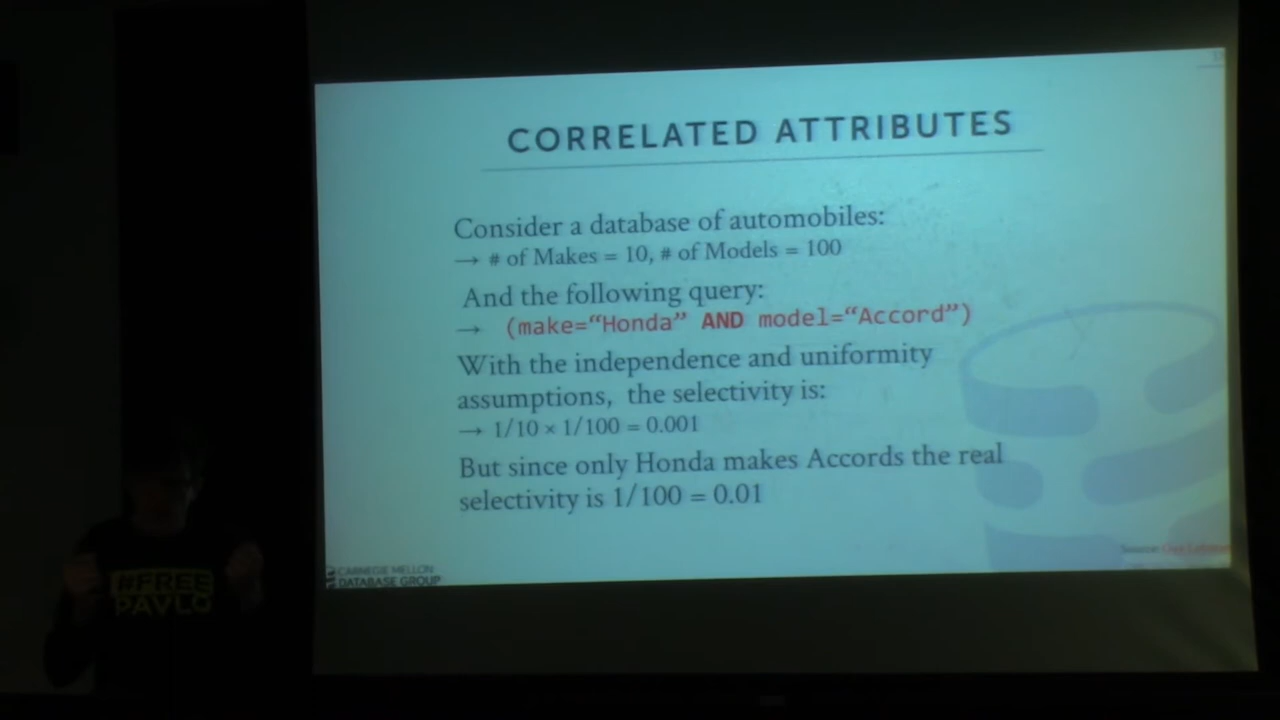 CORRELATED ATTRIBUTES
Consider a database of automobiles:
→ # of Makes = 10, # of Models = 100
And the following query:
→ (make=“Honda” AND model=“Accord”)
With the independence and uniformity
assumptions, the selectivity is:
→ 1/10 × 1/100 = 0.001
But since only Honda makes Accords the real
selectivity is 1/100 = 0.01
Source:
CARNEGIE MELLON
DATABASE GROUP
#FREE
PAVLO